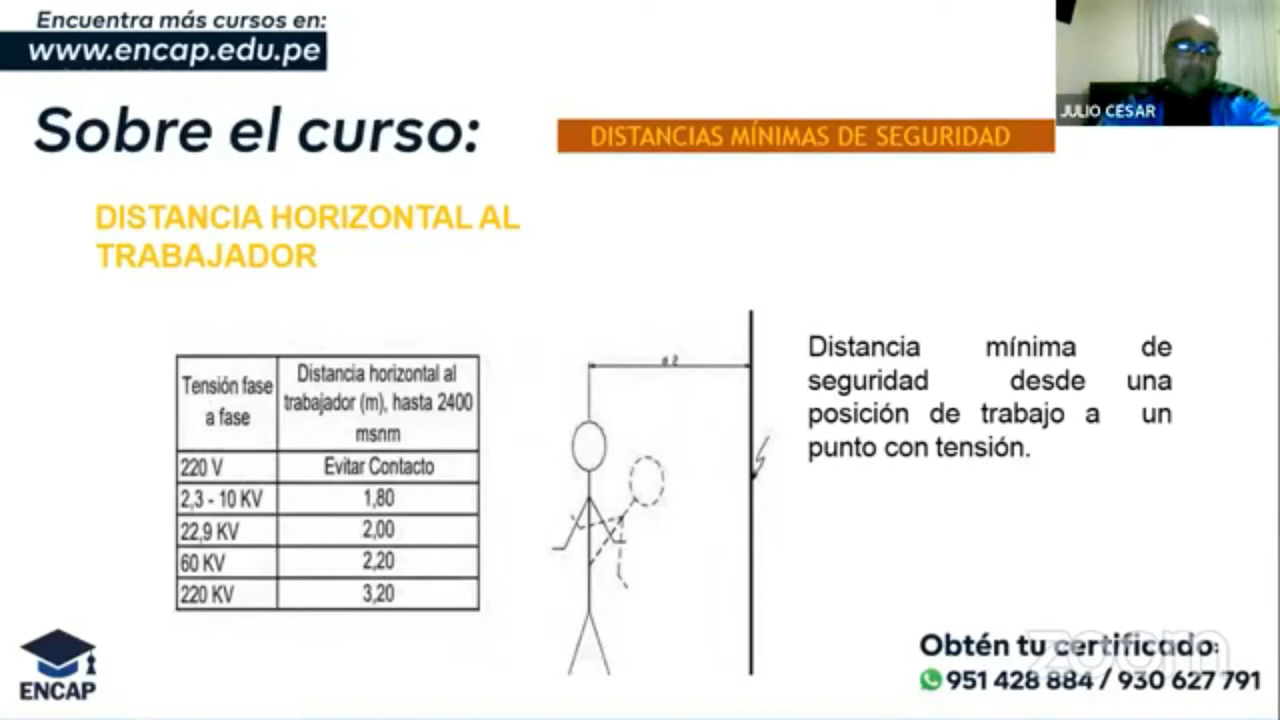 Encuentra más cursos en:
www.encap.edu.pe
JULIO CESAR
Sobre el curso:
DISTANCIAS MÍNIMAS DE SEGURIDAD
DISTANCIA HORIZONTAL AL
TRABAJADOR
Tensión fase
a fase
Distancia horizontal al
trabajador (m), hasta 2400
msnm
220 V
Evitar Contacto
2,3 - 10 KV
1,80
22,9 KV
2,00
60 KV
2,20
220 KV
3,20
Distancia mínima de
seguridad desde una
posición de trabajo a un
punto con tensión.
ENCAP
zoom
Obtén tu certificado:
951 428 884 / 930 627 791